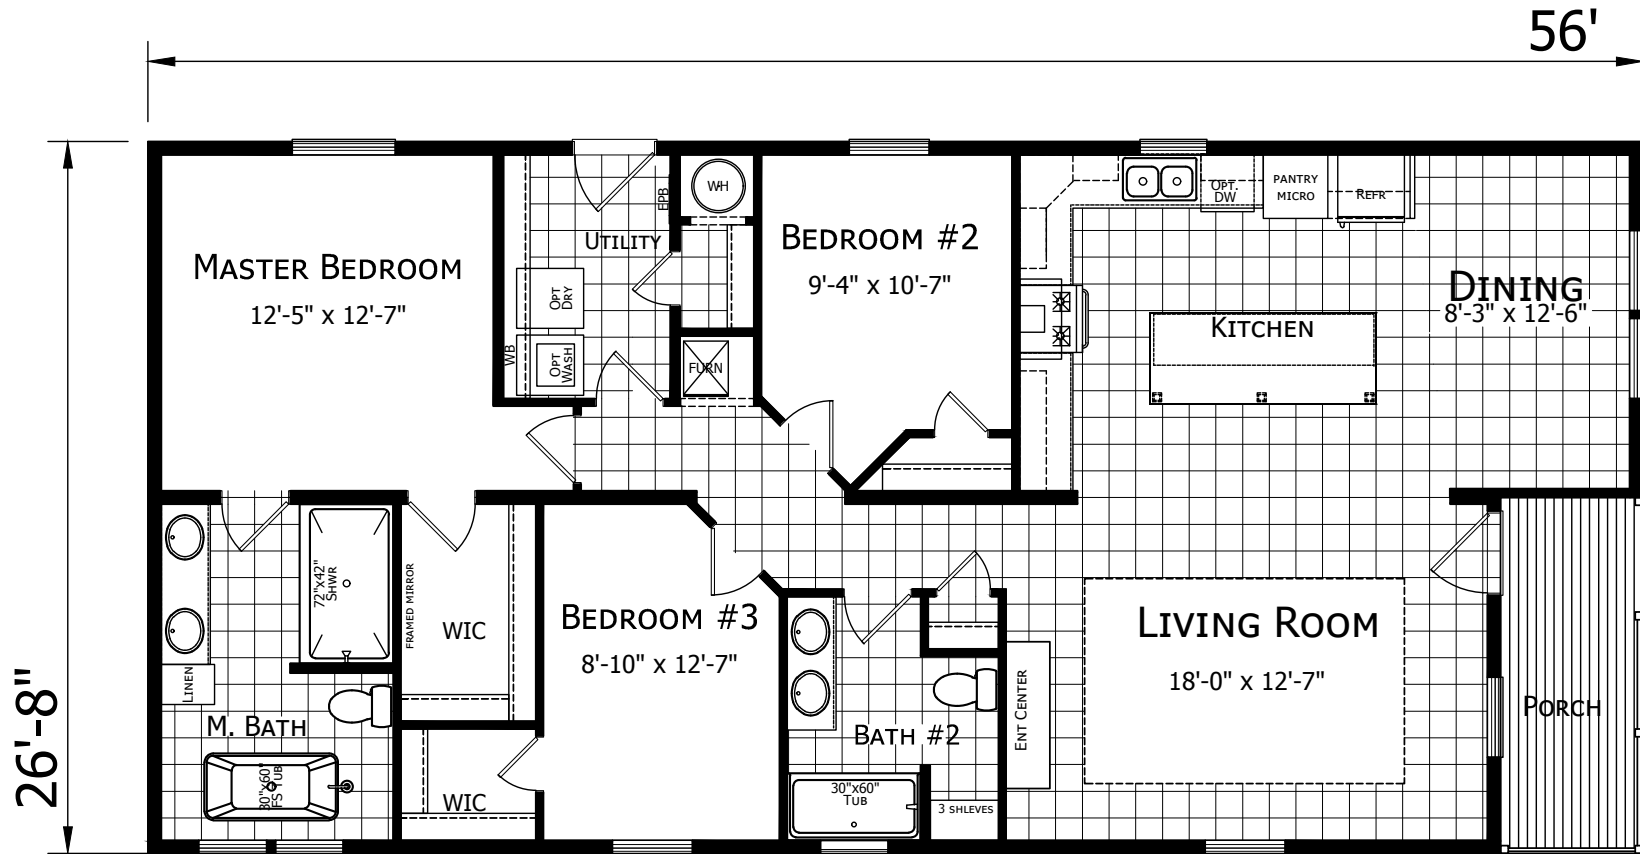 56'
26'-8"
MASTER BEDROOM
12'-5" x 12'-7"
UTILITY
EPB
WH
OPT
DRY
WB
OPT
WASH
FURN
BEDROOM #2
9'-4" x 10'-7"
OPT.
DW
PANTRY
MICRO
REFR
KITCHEN
DINING
8'-3" x 12'-6"
72"x42"
SHWR
LINEN
M. BATH
30"x60"
FS TUB
FRAMED MIRROR
WIC
WIC
BEDROOM #3
8'-10" x 12'-7"
BATH #2
30"x60"
TUB
3 SHLEVES
ENT CENTER
LIVING ROOM
18'-0" x 12'-7"
PORCH